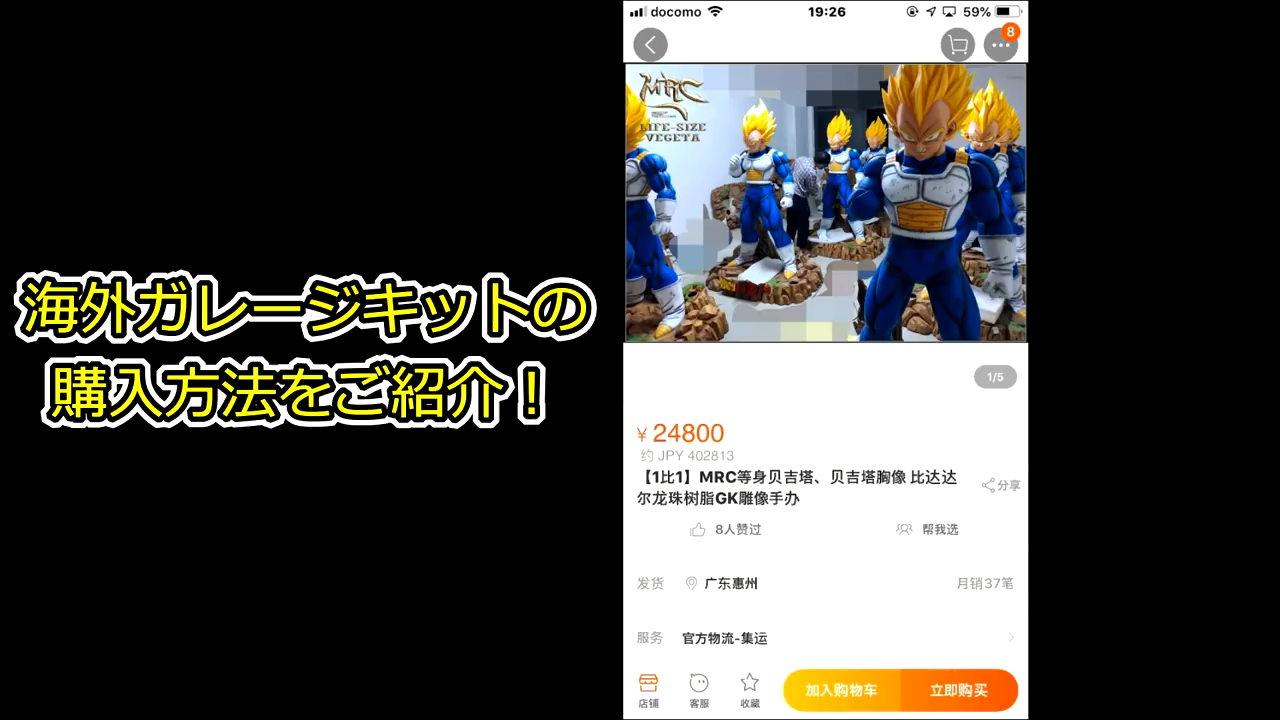 海外ガレージキットの
購入方法をご紹介！
docomo
19:26
59%
8
MRC
LIFE-SIZE
VEGETA
1/5
¥ 24800
约 JPY 402813
【1比1】MRC等身贝吉塔、贝吉塔胸像 比达达
尔龙珠树脂GK雕像手办
分享
8人赞过
帮我选
发货
广东惠州
月销37笔
服务
官方物流-集运
店铺
客服
收藏
加入购物车
立即购买